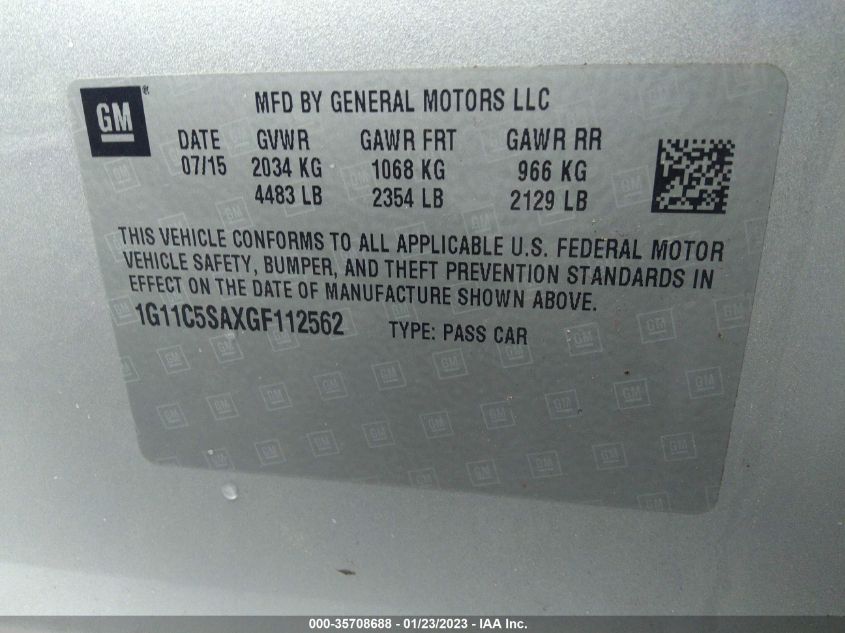 GM® MFD BY GENERAL MOTORS LLC
DATE GVWR GAWR FRT GAWR RR
07/15 2034 KG 1068 KG 966 KG
4483 LB 2354 LB 2129 LB
THIS VEHICLE CONFORMS TO ALL APPLICABLE U.S. FEDERAL MOTOR
VEHICLE SAFETY, BUMPER, AND THEFT PREVENTION STANDARDS IN
EFFECT ON THE DATE OF MANUFACTURE SHOWN ABOVE.
1G11C5SAXGF112562 TYPE: PASS CAR
000-35708688 - 01/23/2023 - IAA Inc.